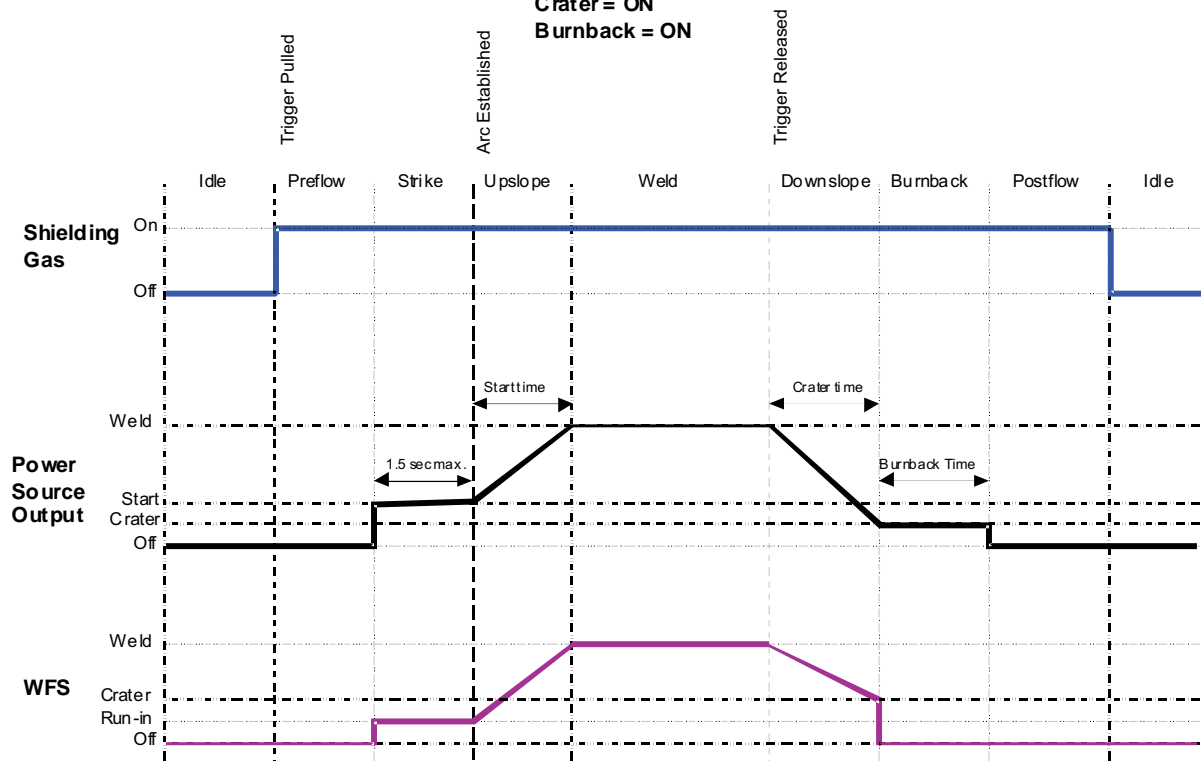 Crater = ON
Burnback = ON
Trigger Pulled
Arc Established
Trigger Released
Idle Preflow Strike Upslope Weld Downslope Burnback Postflow Idle
Shielding Gas
On
Off
Start time
Crater time
Weld
1.5 sec max.
Burnback Time
Power Source Output
Start
Crater
Off
Weld
WFS
Crater
Run-in
Off